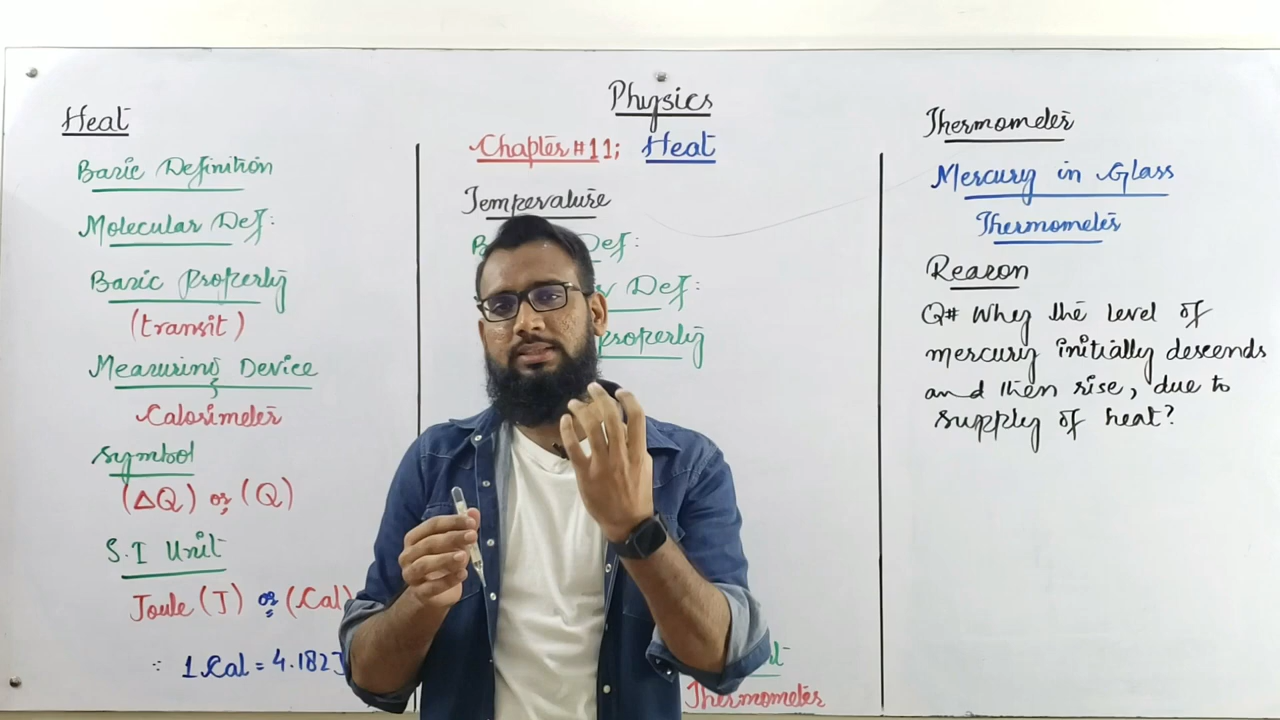 Physics
Chapter #11; Heat
Heat
Basic Definition
Molecular Def:
Basic Property
(transit)
Measuring Device
Calorimeter
Symbol
(ΔQ) or (Q)
S.I Unit
Joule (J) or (Cal)
∵ 1 Cal = 4.182J
Temperature
Def:
Def:
Property
Thermometer
Thermometer
Mercury in Glass
Thermometer
Reason
Q# Why the level of
mercury initially descends
and then rise, due to
supply of heat?